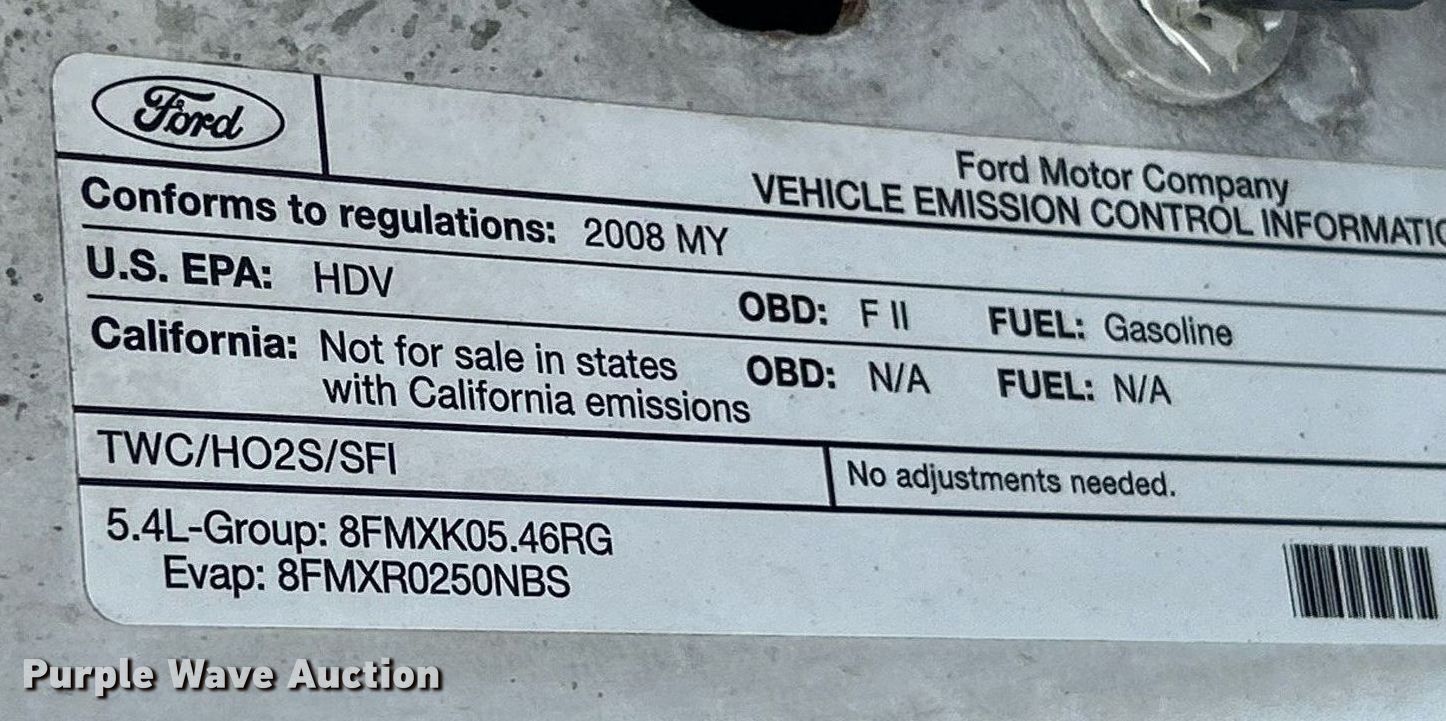 Ford
Ford Motor Company
VEHICLE EMISSION CONTROL INFORMATIO
Conforms to regulations: 2008 MY
U.S. EPA: HDV OBD: F II FUEL: Gasoline
California: Not for sale in states OBD: N/A FUEL: N/A
with California emissions
TWC/HO2S/SFI No adjustments needed.
5.4L-Group: 8FMXK05.46RG
Evap: 8FMXR0250NBS
Purple Wave Auction